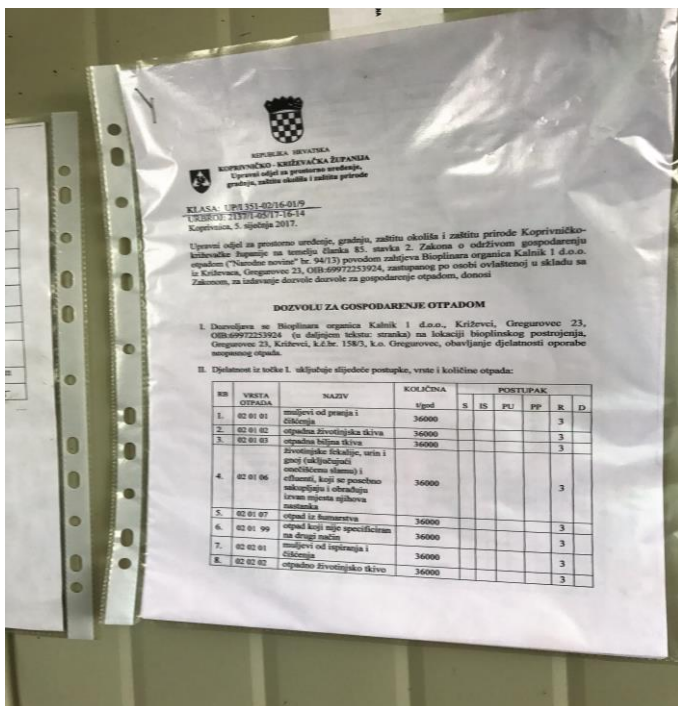 REPUBLIKA HRVATSKA
KOPRIVNIČKO - KRIŽEVAČKA ŽUPANIJA
Upravni odjel za prostorno uređenje,
gradnju, zaštitu okoliša i zaštitu prirode
KLASA: UP/I 351-02/16-01/9
URBROJ: 2137/1-05/17-16-14
Koprivnica, 5. siječnja 2017.
Upravni odjel za prostorno uređenje, gradnju, zaštitu okoliša i zaštitu prirode Koprivničko-
križevačke županije na temelju članka 85. stavka 2. Zakona o održivom gospodarenju
otpadom ("Narodne novine" br. 94/13) povodom zahtjeva Bioplinara organica Kalnik 1 d.o.o.
iz Križevaca, Gregurovec 23, OIB:69972253924, zastupanog po osobi ovlaštenoj u skladu sa
Zakonom, za izdavanje dozvole dozvole za gospodarenje otpadom, donosi
DOZVOLU ZA GOSPODARENJE OTPADOM
I. Dozvoljava se Bioplinara organica Kalnik 1 d.o.o., Križevci, Gregurovec 23,
OIB:69972253924 (u daljnjem tekstu: stranka) na lokaciji bioplinskog postrojenja,
Gregurovec 23, Križevci, k.č.br. 158/3, k.o. Gregurovec, obavljanje djelatnosti oporabe
neopasnog otpada.
II. Djelatnost iz točke I. uključuje slijedeće postupke, vrste i količine otpada:
RB VRSTA OTPADA NAZIV KOLIČINA t/god POSTUPAK
S IS PU PP R D
1. 02 01 01 muljevi od pranja i čišćenja 36000 3
2. 02 01 02 otpadna životinjska tkiva 36000 3
3. 02 01 03 otpadna biljna tkiva 36000 3
4. 02 01 06 životinjske fekalije, urin i
gnoj (uključujući
onečišćenu slamu) i
efluenti, koji se posebno
sakupljaju i obrađuju
izvan mjesta njihova
nastanka 36000 3
5. 02 01 07 otpad iz šumarstva 36000 3
6. 02 01 99 otpad koji nije specificiran
na drugi način 36000 3
7. 02 02 01 muljevi od ispiranja i
čišćenja 36000 3
8. 02 02 02 otpadno životinjsko tkivo 36000 3